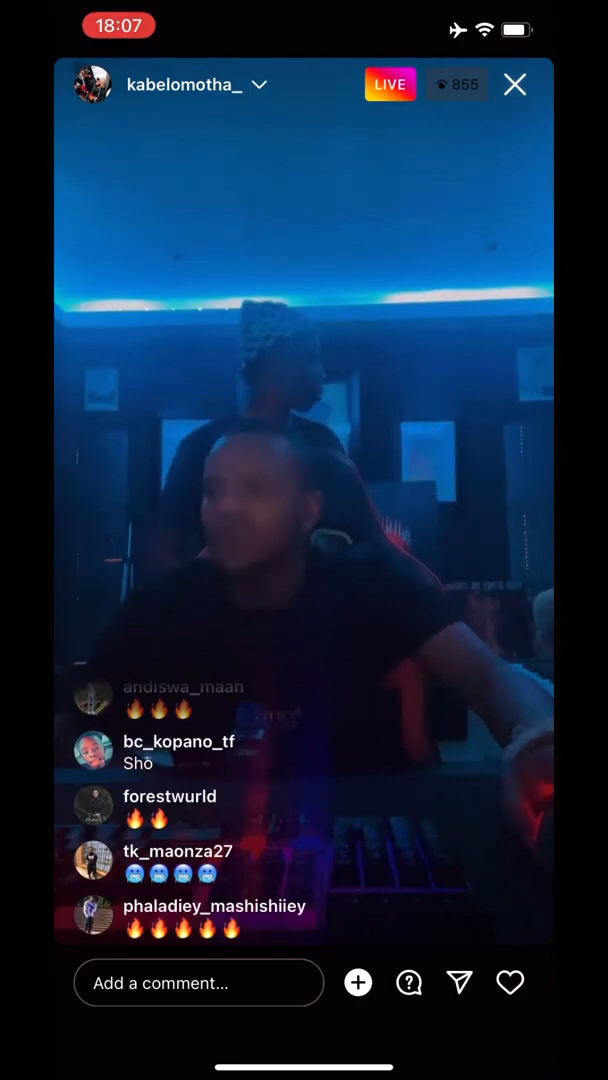 18:07
kabelomotha_
LIVE
855
andiswa_maah
🔥🔥🔥
bc_kopano_tf
Sho
forestwurld
🔥🔥
tk_maonza27
🥶🥶🥶🥶
phaladiey_mashishiiey
🔥🔥🔥🔥🔥
Add a comment...